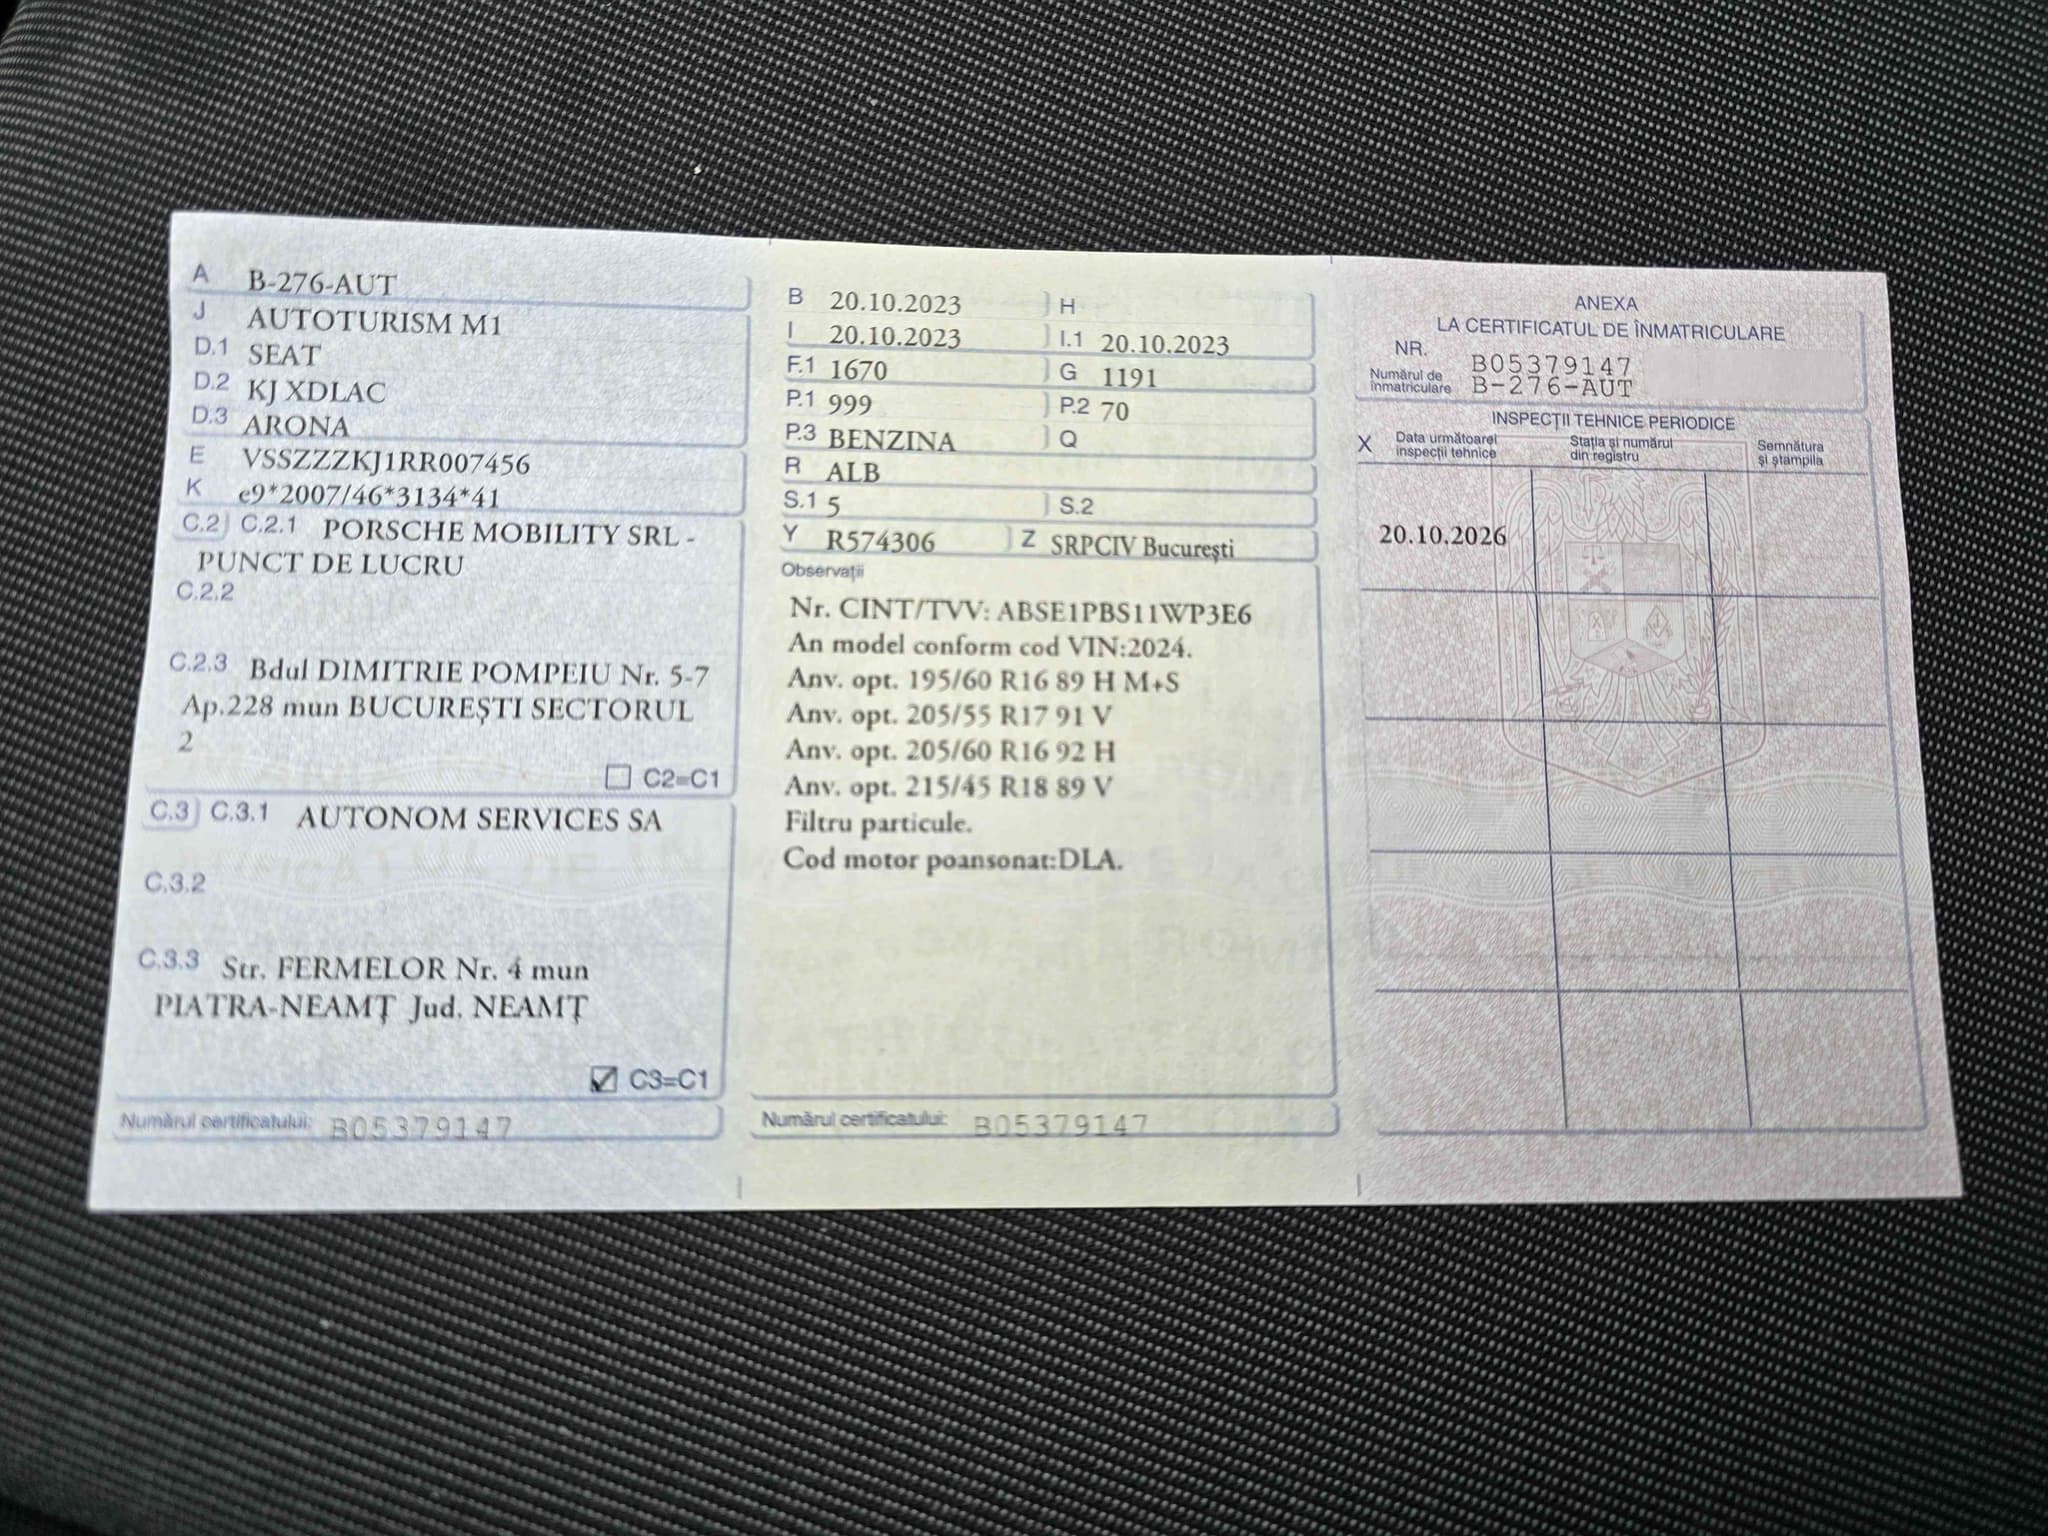 A B-276-AUT
J AUTOTURISM M1
D.1 SEAT
D.2 KJ XDLAC
D.3 ARONA
E VSSZZZKJ1RR007456
K e9*2007/46*3134*41
C.2 C.2.1 PORSCHE MOBILITY SRL -
PUNCT DE LUCRU
C.2.2
C.2.3 Bdul DIMITRIE POMPEIU Nr. 5-7
Ap.228 mun BUCUREȘTI SECTORUL
2
C2=C1
C.3 C.3.1 AUTONOM SERVICES SA
C.3.2
C.3.3 Str. FERMELOR Nr. 4 mun
PIATRA-NEAMȚ Jud. NEAMȚ
C3=C1
Numărul certificatului: B05379147
B 20.10.2023 H
I 20.10.2023 I.1 20.10.2023
F.1 1670 G 1191
P.1 999 P.2 70
P.3 BENZINA Q
R ALB
S.1 5 S.2
Y R574306 Z SRPCIV București
Observații
Nr. CINT/TVV: ABSE1PBS11WP3E6
An model conform cod VIN:2024.
Anv. opt. 195/60 R16 89 H M+S
Anv. opt. 205/55 R17 91 V
Anv. opt. 205/60 R16 92 H
Anv. opt. 215/45 R18 89 V
Filtru particule.
Cod motor poansonat:DLA.
Numărul certificatului: B05379147
ANEXA
LA CERTIFICATUL DE ÎNMATRICULARE
NR. B05379147
Numărul de
înmatriculare B-276-AUT
INSPECȚII TEHNICE PERIODICE
X Data următoarei
inspecții tehnice
Stația și numărul
din registru
Semnătura
și ștampila
20.10.2026